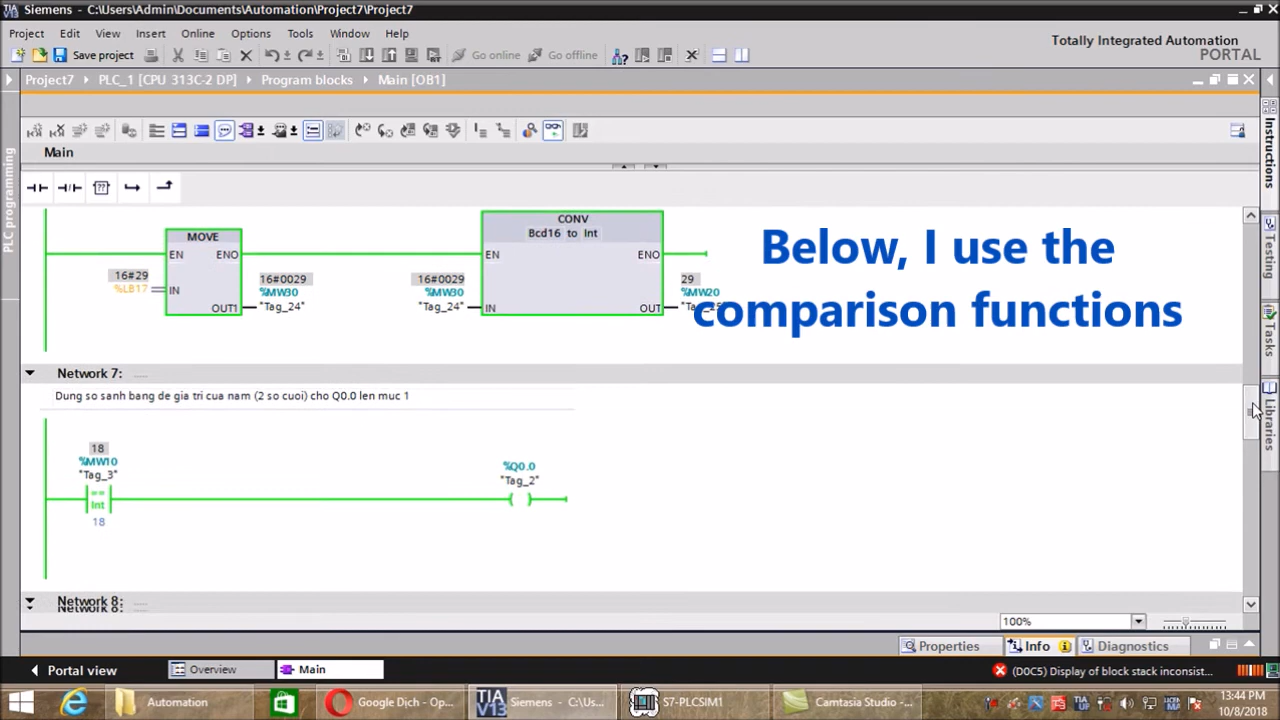 Siemens - C:\Users\Admin\Documents\Automation\Project7\Project7
Project Edit View Insert Online Options Tools Window Help
Totally Integrated Automation
PORTAL
Save project
Go online
Go offline
Project7 PLC_1 [CPU 313C-2 DP] Program blocks Main [OB1]
Main
PLC programming
Instructions
Testing
Tasks
Libraries
Below, I use the
comparison functions
MOVE
EN ENO
16#29
%LB17 IN
OUT1
16#0029
%MW30
"Tag_24"
CONV
Bcd16 to Int
EN ENO
16#0029
%MW30
"Tag_24" IN
OUT
29
%MW20
Network 7:
Dung so sanh bang de gia tri cua nam (2 so cuoi) cho Q0.0 len muc 1
18
%MW10
"Tag_3"
==
Int
18
%Q0.0
"Tag_2"
Network 8:
100%
Properties Info Diagnostics
Portal view Overview Main
(D0C5) Display of block stack inconsist...
Automation
Google Dịch - Op...
TIA V13
Siemens - C:\Us...
S7-PLCSIM1
Camtasia Studio -...
13:44 PM
10/8/2018